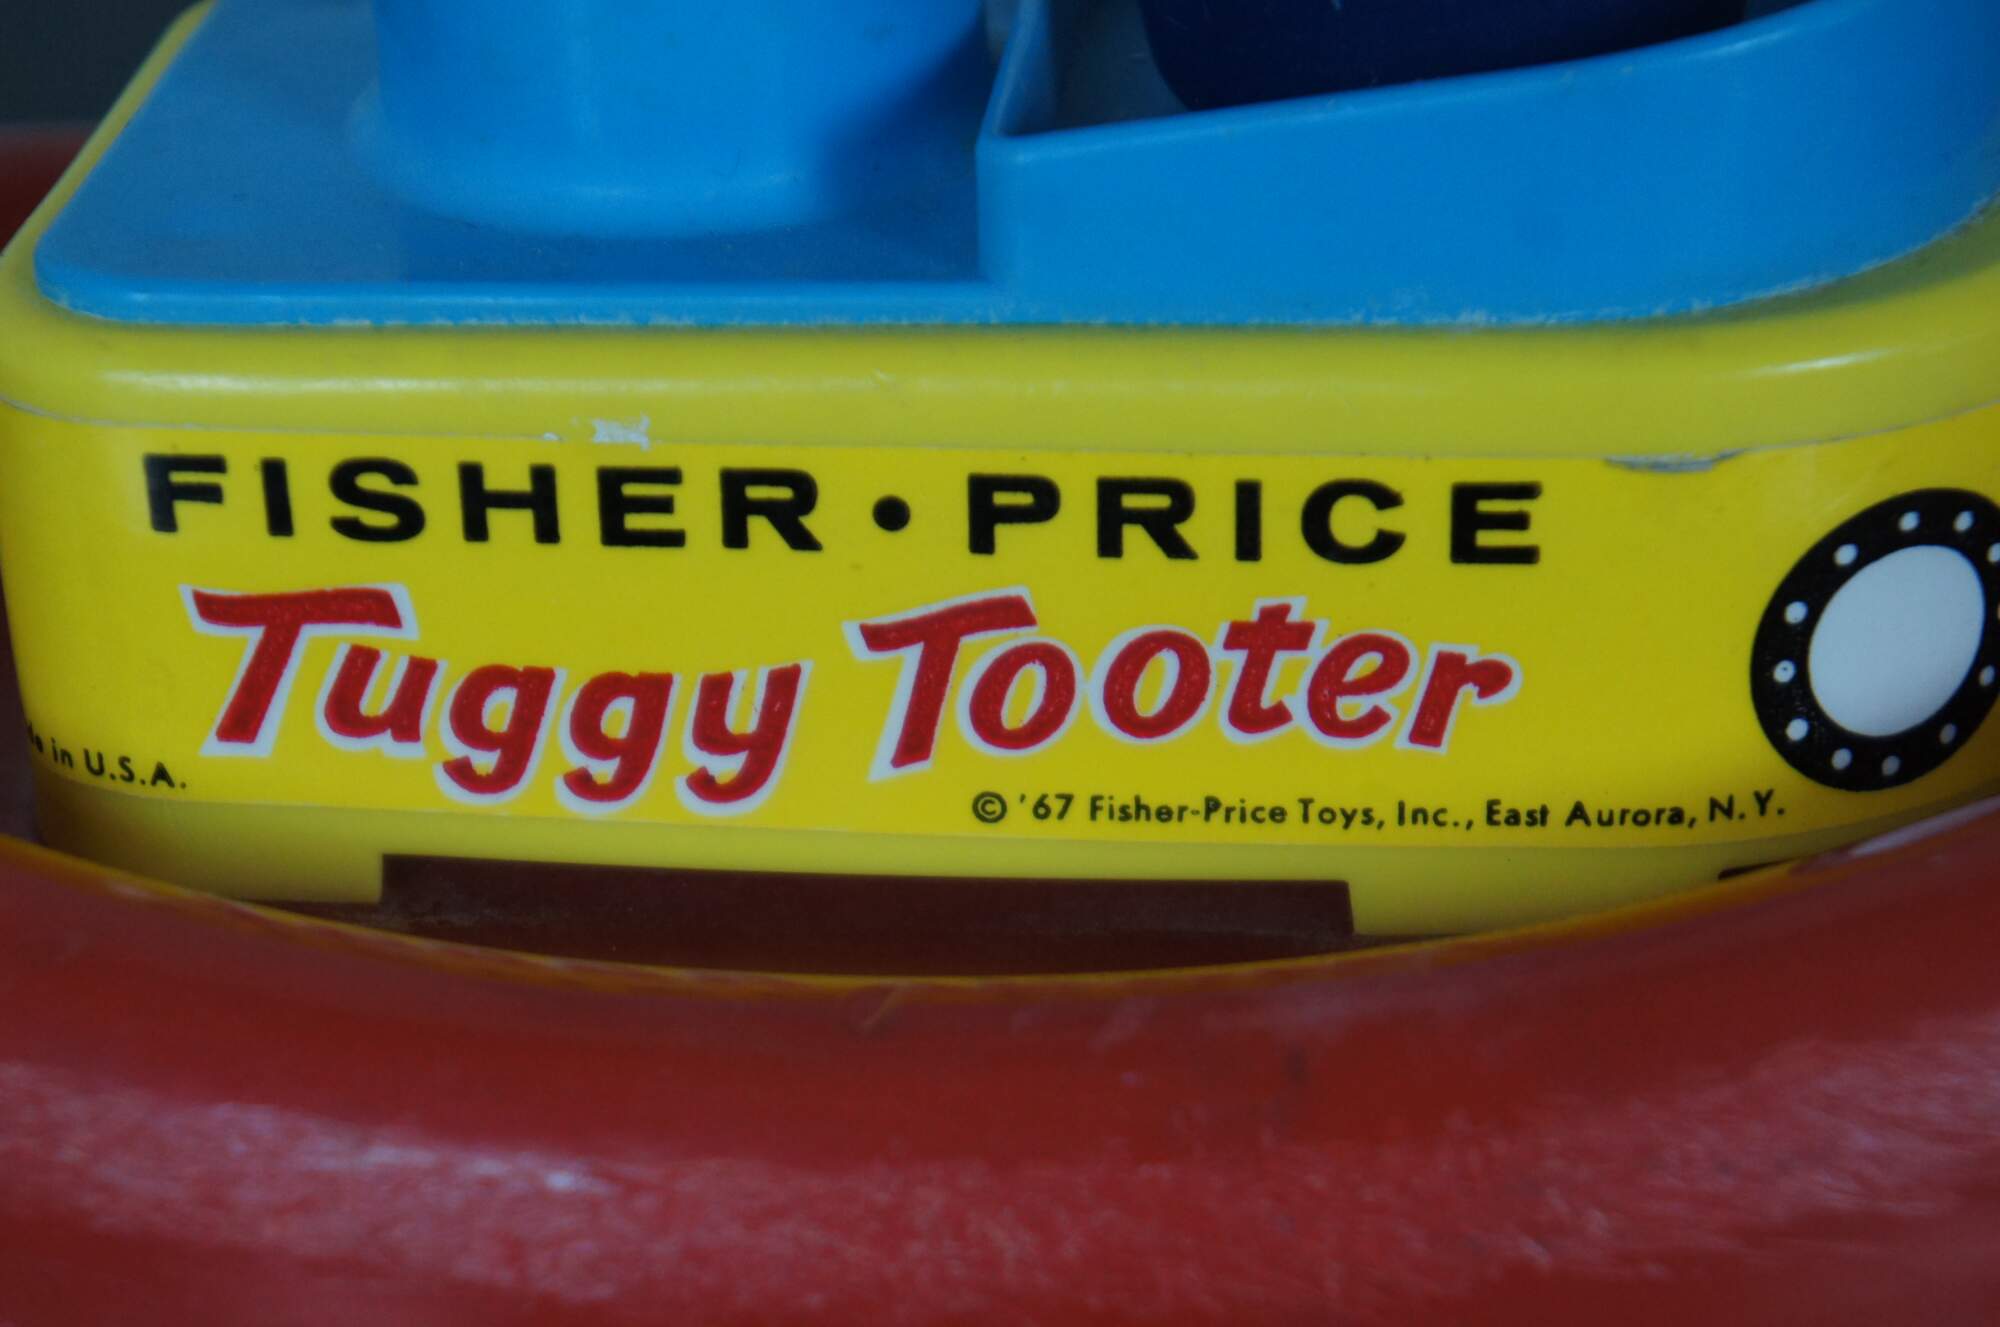 FISHER • PRICE
Tuggy Tooter
in U.S.A.
© '67 Fisher-Price Toys, Inc., East Aurora, N.Y.